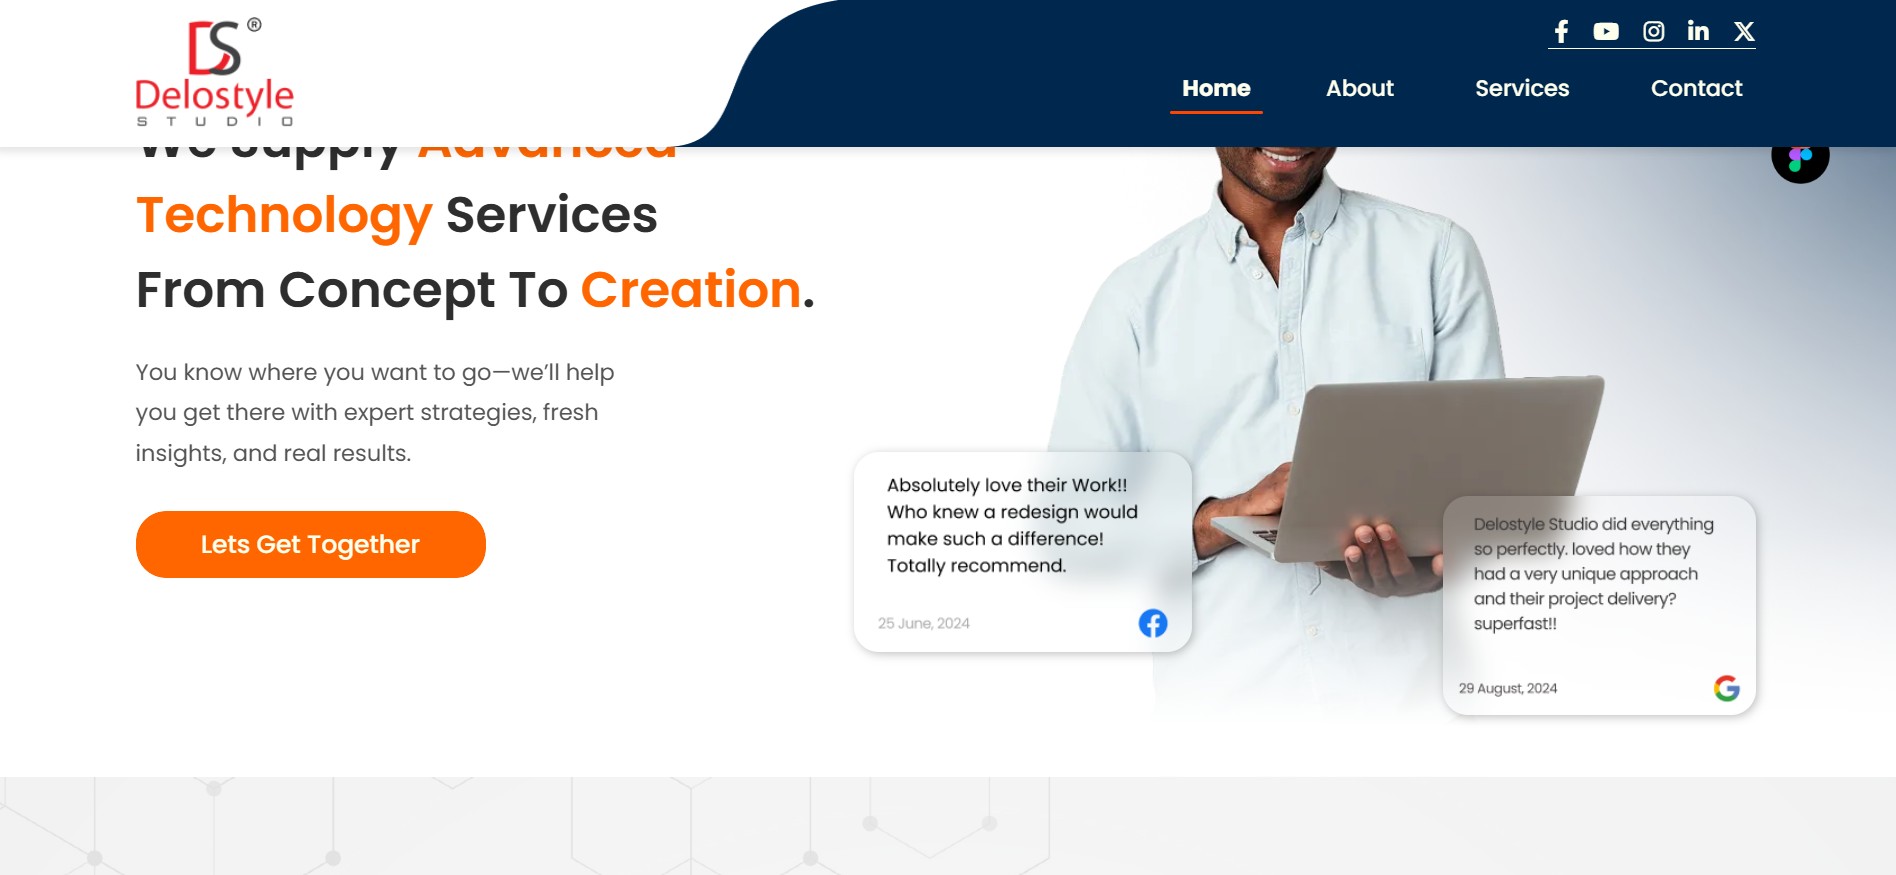 DS®
Delostyle
STUDIO
Home
About
Services
Contact
We Supply Advanced
Technology Services
From Concept To Creation.
You know where you want to go—we’ll help
you get there with expert strategies, fresh
insights, and real results.
Lets Get Together
Absolutely love their Work!!
Who knew a redesign would
make such a difference!
Totally recommend.
25 June, 2024
Delostyle Studio did everything
so perfectly. loved how they
had a very unique approach
and their project delivery?
superfast!!
29 August, 2024